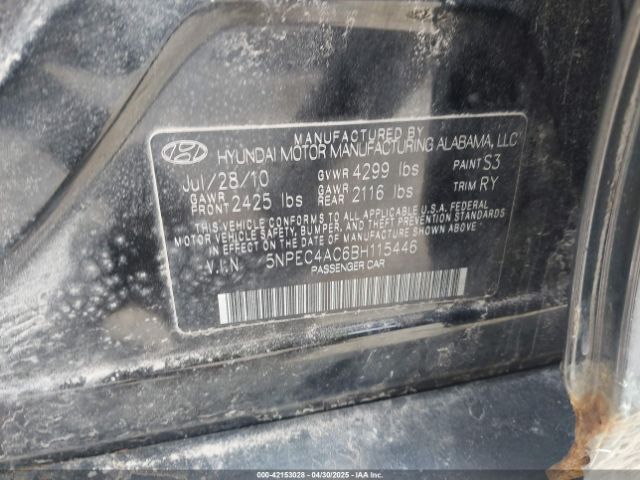 MANUFACTURED BY
HYUNDAI MOTOR MANUFACTURING ALABAMA, LLC
Jul/28/10 GVWR 4299 lbs PAINT S3
GAWR FRONT 2425 lbs GAWR REAR 2116 lbs TRIM RY
THIS VEHICLE CONFORMS TO ALL APPLICABLE U.S.A. FEDERAL
MOTOR VEHICLE SAFETY, BUMPER, AND THEFT PREVENTION STANDARDS
IN EFFECT ON THE DATE OF MANUFACTURE SHOWN ABOVE.
V.I.N. 5NPEC4AC6BH115446
PASSENGER CAR
000-42153028 - 04/30/2025 - IAAI.COM